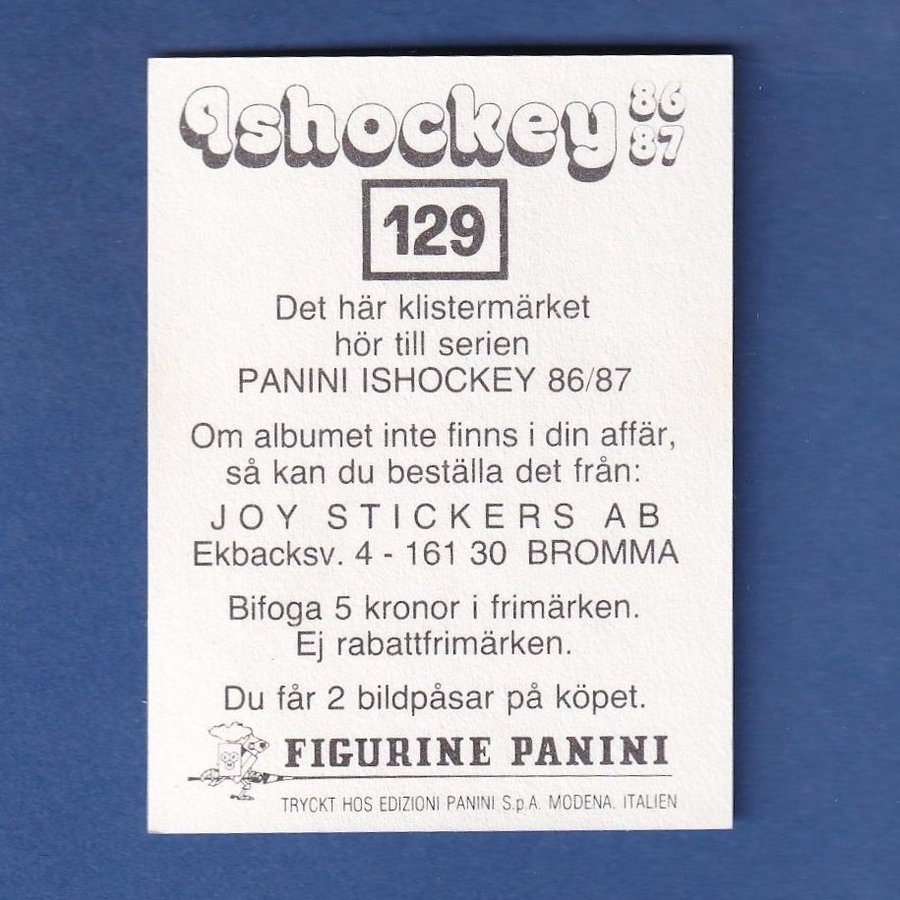 Ishockey 86
87
129
Det här klistermärket
hör till serien
PANINI ISHOCKEY 86/87
Om albumet inte finns i din affär,
så kan du beställa det från:
JOY STICKERS AB
Ekbacksv. 4 - 161 30 BROMMA
Bifoga 5 kronor i frimärken.
Ej rabattfrimärken.
Du får 2 bildpåsar på köpet.
FIGURINE PANINI
TRYCKT HOS EDIZIONI PANINI S.p.A. MODENA. ITALIEN